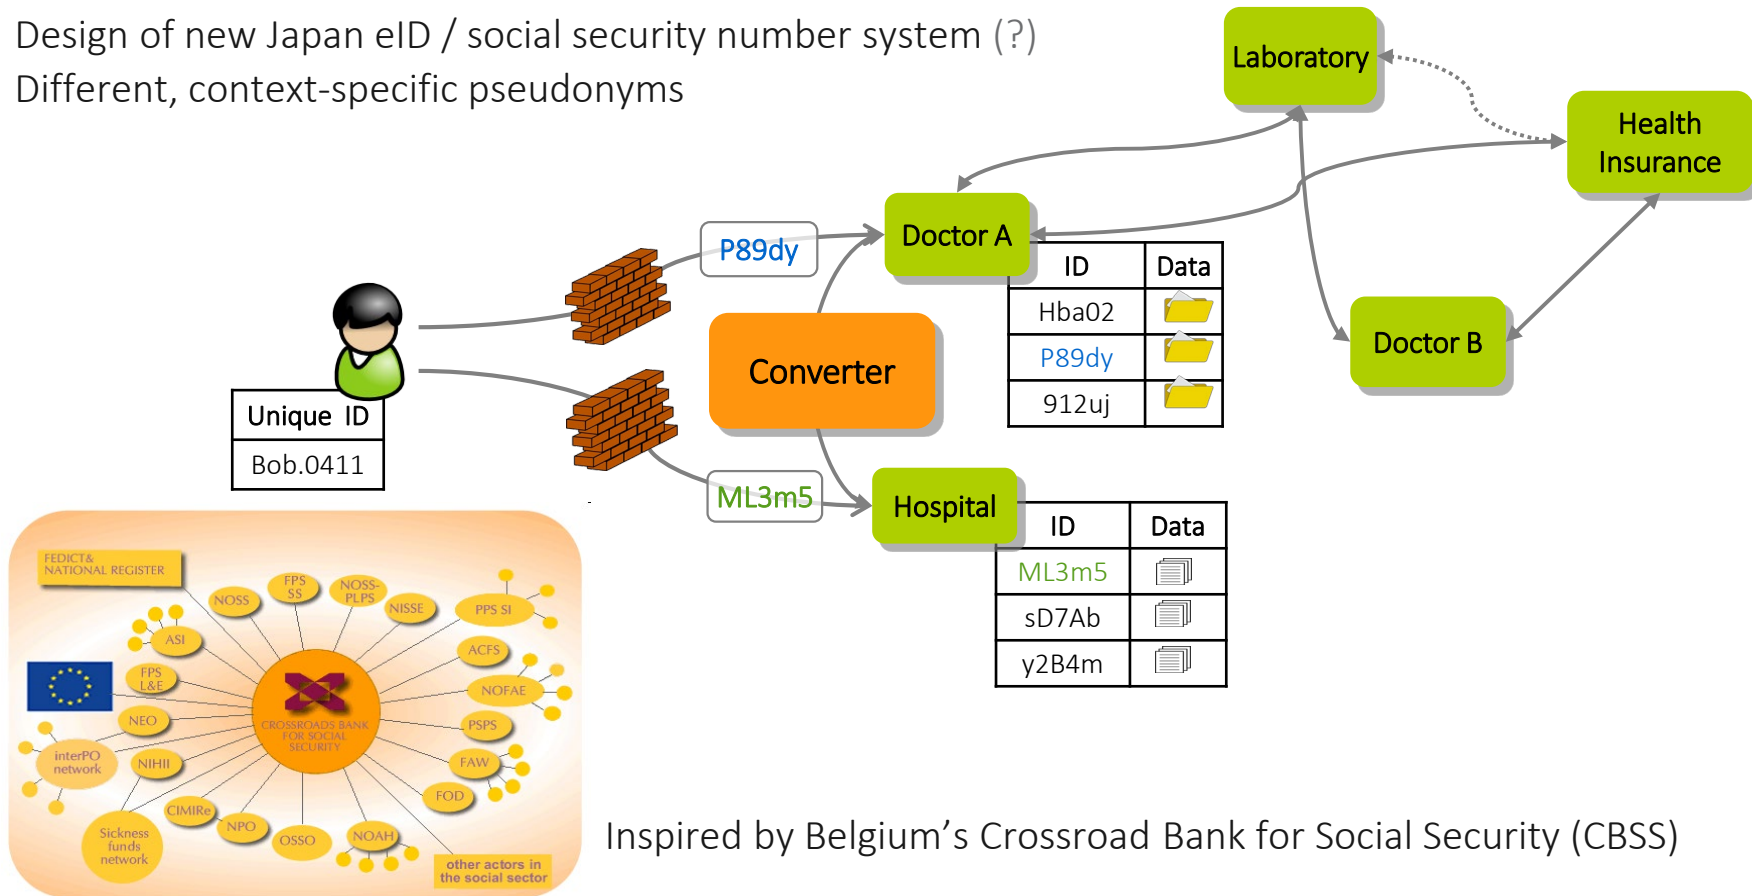 Design of new Japan eID / social security number system (?)
Different, context-specific pseudonyms
Laboratory
Health
Insurance
Doctor A
P89dy
ID Data
Hba02
P89dy
912uj
Doctor B
Converter
Unique ID
Bob.0411
ML3m5
Hospital
ID Data
ML3m5
sD7Ab
y2B4m
FEDICT&
NATIONAL REGISTER
NOSS
FPS
SS
NOSS-
PLPS
NISSE
PPS SI
ASI
ACFS
FPS
L&E
NOFAE
NEO
CROSSROADS BANK
FOR SOCIAL
SECURITY
PSPS
interPO
network
NIHII
FAW
FOD
CIMIRe
NPO
OSSO
NOAH
Sickness
funds
network
other actors in
the social sector
Inspired by Belgium’s Crossroad Bank for Social Security (CBSS)